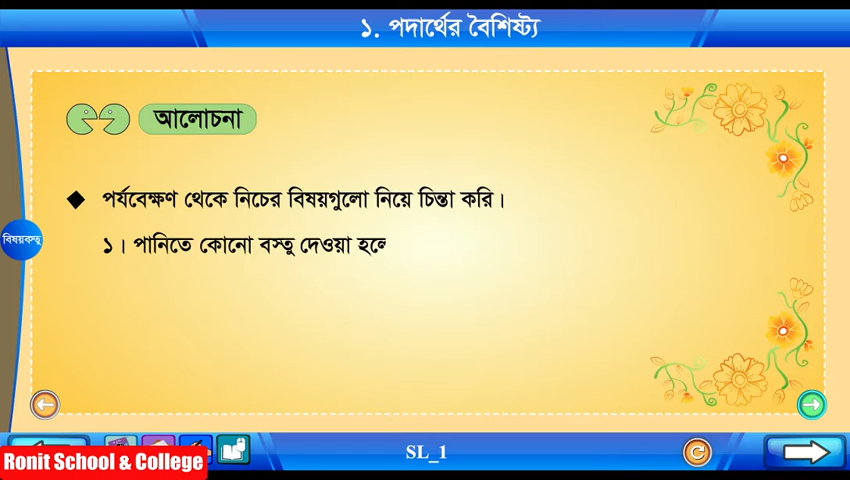 ১. পদার্থের বৈশিষ্ট্য
আলোচনা
পর্যবেক্ষণ থেকে নিচের বিষয়গুলো নিয়ে চিন্তা করি।
১। পানিতে কোনো বস্তু দেওয়া হলে
বিষয়বস্তু
SL_1
Ronit School & College